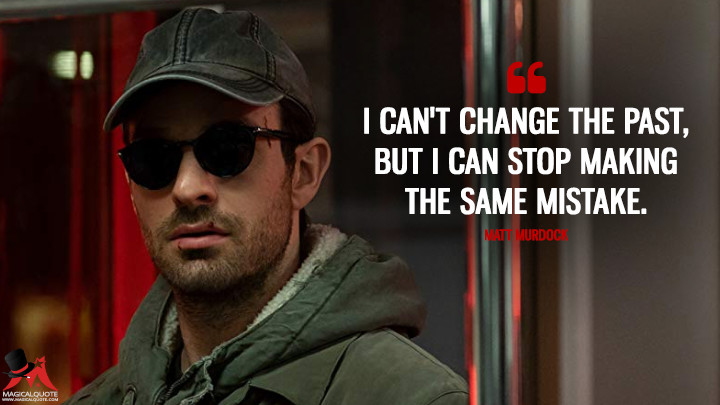 ❝
I CAN'T CHANGE THE PAST,
BUT I CAN STOP MAKING
THE SAME MISTAKE.
MATT MURDOCK
MAGICALQUOTE
WWW.MAGICALQUOTE.COM